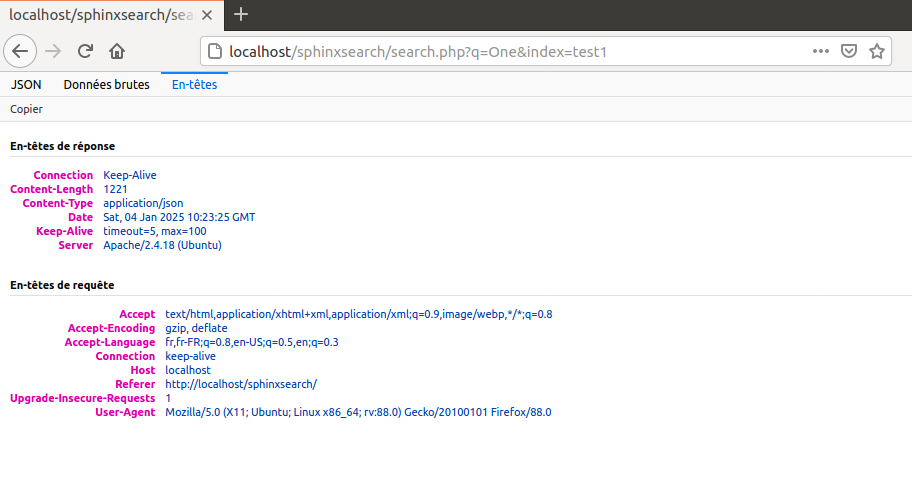 localhost/sphinxsearch/sea
localhost/sphinxsearch/search.php?q=One&index=test1
JSON Données brutes En-têtes
Copier
En-têtes de réponse
Connection Keep-Alive
Content-Length 1221
Content-Type application/json
Date Sat, 04 Jan 2025 10:23:25 GMT
Keep-Alive timeout=5, max=100
Server Apache/2.4.18 (Ubuntu)
En-têtes de requête
Accept text/html,application/xhtml+xml,application/xml;q=0.9,image/webp,*/*;q=0.8
Accept-Encoding gzip, deflate
Accept-Language fr,fr-FR;q=0.8,en-US;q=0.5,en;q=0.3
Connection keep-alive
Host localhost
Referer http://localhost/sphinxsearch/
Upgrade-Insecure-Requests 1
User-Agent Mozilla/5.0 (X11; Ubuntu; Linux x86_64; rv:88.0) Gecko/20100101 Firefox/88.0